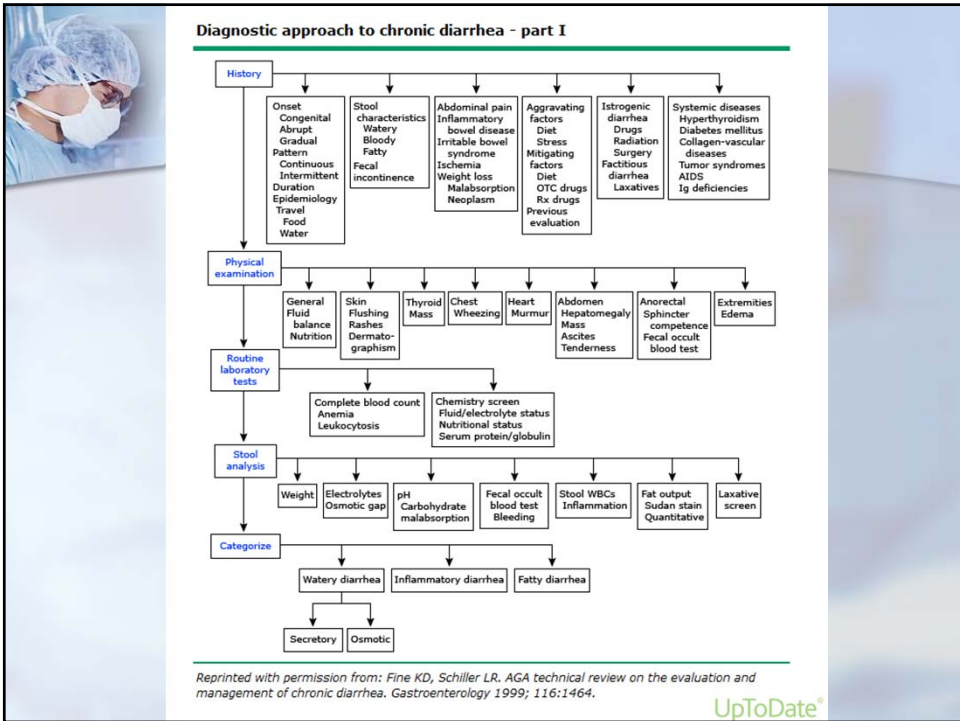 Diagnostic approach to chronic diarrhea - part I
History
Onset
Congenital
Abrupt
Gradual
Pattern
Continuous
Intermittent
Duration
Epidemiology
Travel
Food
Water
Stool
characteristics
Watery
Bloody
Fatty
Fecal
incontinence
Abdominal pain
Inflammatory
bowel disease
Irritable bowel
syndrome
Ischemia
Weight loss
Malabsorption
Neoplasm
Aggravating
factors
Diet
Stress
Mitigating
factors
Diet
OTC drugs
Rx drugs
Previous
evaluation
Istrogenic
diarrhea
Drugs
Radiation
Surgery
Factitious
diarrhea
Laxatives
Systemic diseases
Hyperthyroidism
Diabetes mellitus
Collagen-vascular
diseases
Tumor syndromes
AIDS
Ig deficiencies
Physical
examination
General
Fluid
balance
Nutrition
Skin
Flushing
Rashes
Dermato-
graphism
Thyroid
Mass
Chest
Wheezing
Heart
Murmur
Abdomen
Hepatomegaly
Mass
Ascites
Tenderness
Anorectal
Sphincter
competence
Fecal occult
blood test
Extremities
Edema
Routine
laboratory
tests
Complete blood count
Anemia
Leukocytosis
Chemistry screen
Fluid/electrolyte status
Nutritional status
Serum protein/globulin
Stool
analysis
Weight
Electrolytes
Osmotic gap
pH
Carbohydrate
malabsorption
Fecal occult
blood test
Bleeding
Stool WBCs
Inflammation
Fat output
Sudan stain
Quantitative
Laxative
screen
Categorize
Watery diarrhea
Inflammatory diarrhea
Fatty diarrhea
Secretory
Osmotic
Reprinted with permission from: Fine KD, Schiller LR. AGA technical review on the evaluation and
management of chronic diarrhea. Gastroenterology 1999; 116:1464.
UpToDate®